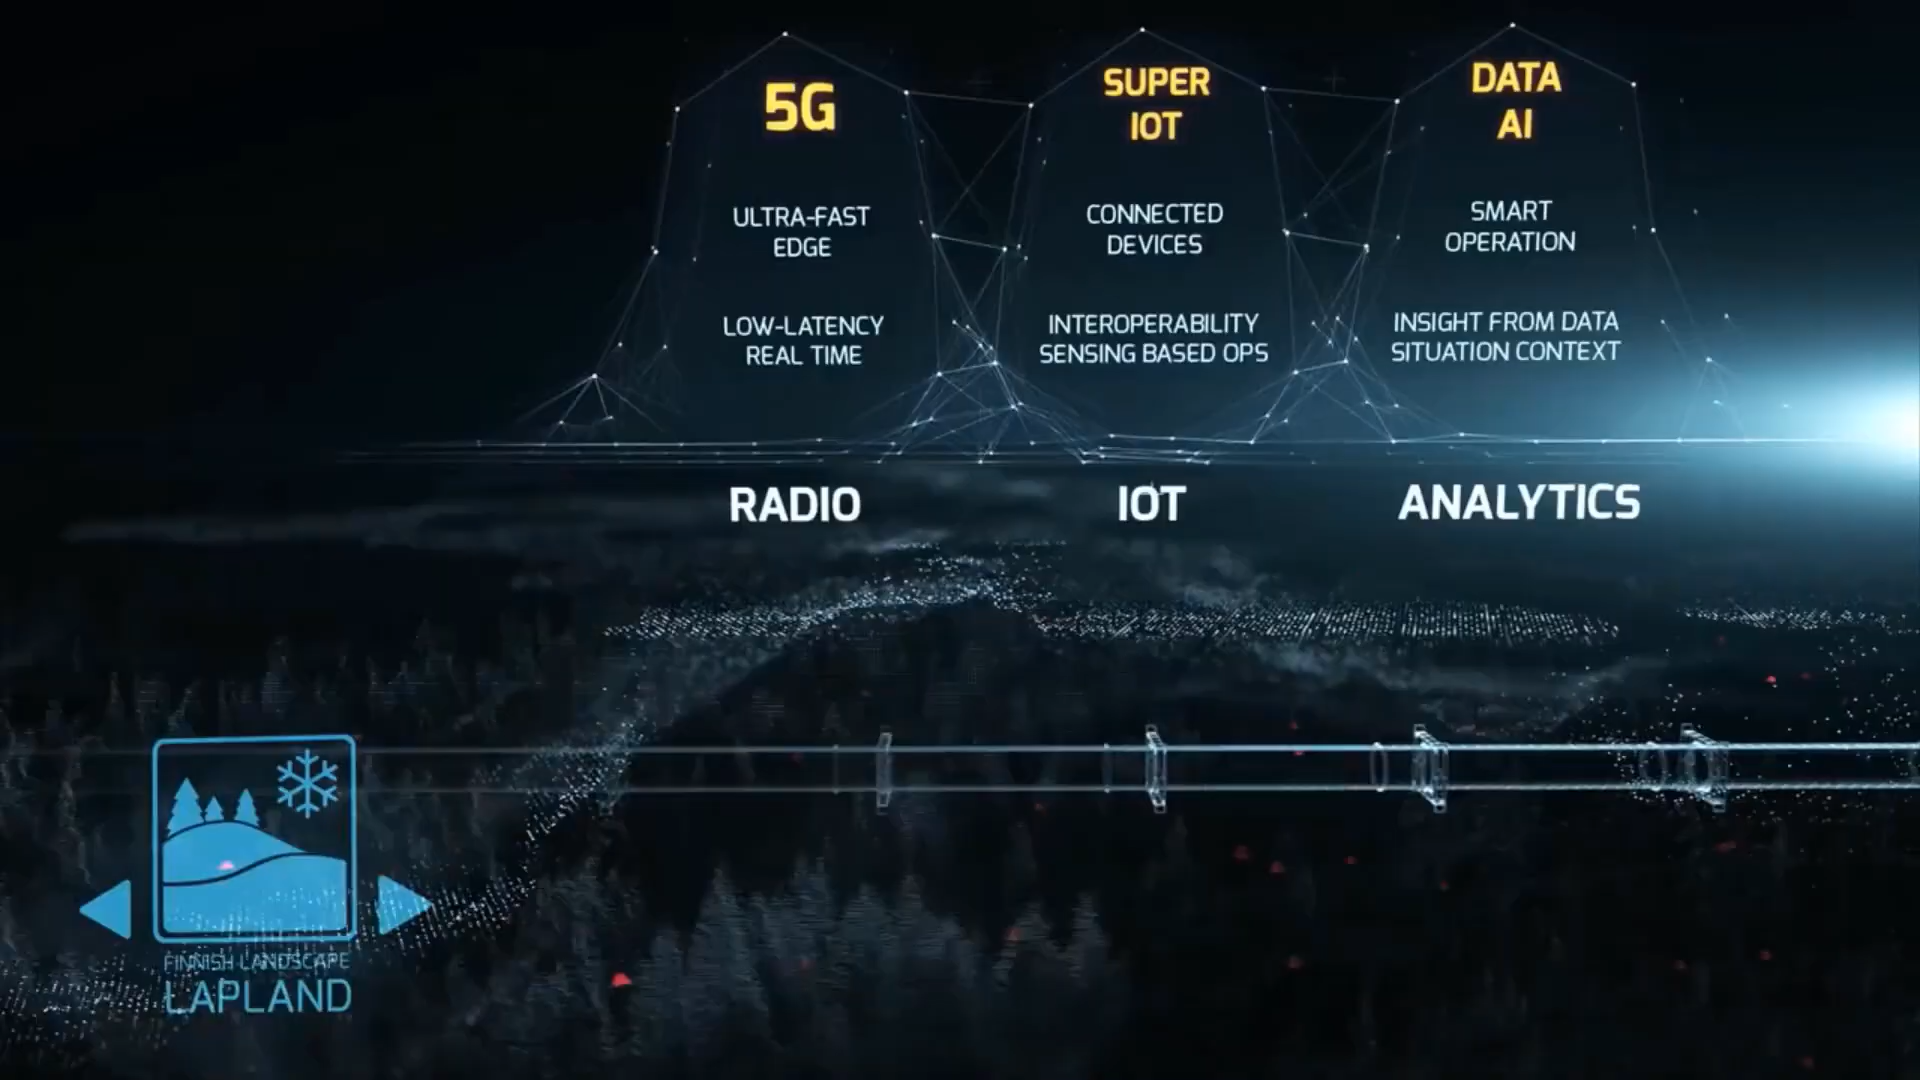 5G
ULTRA-FAST
EDGE
LOW-LATENCY
REAL TIME
RADIO
SUPER
IOT
CONNECTED
DEVICES
INTEROPERABILITY
SENSING BASED OPS
IOT
DATA
AI
SMART
OPERATION
INSIGHT FROM DATA
SITUATION CONTEXT
ANALYTICS
FINNISH LANDSCAPE
LAPLAND